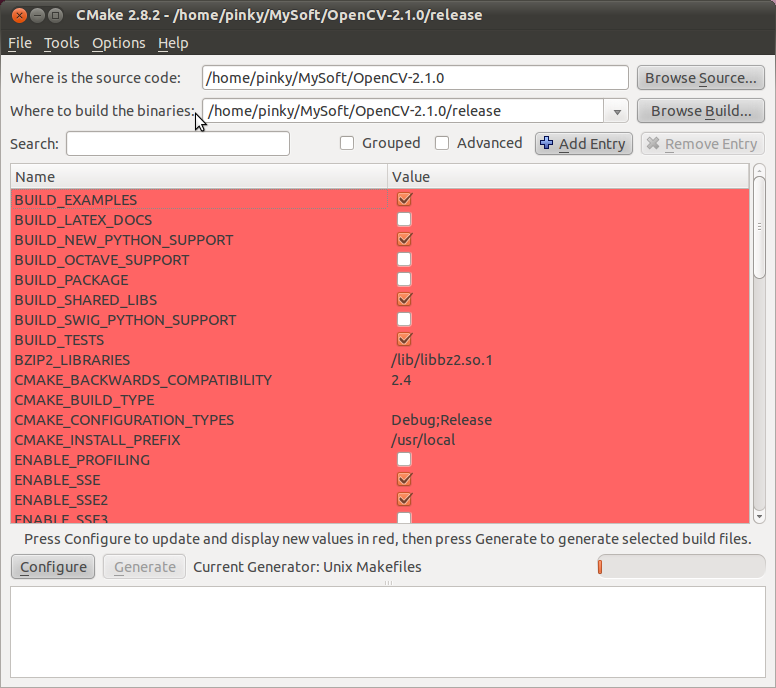 CMake 2.8.2 - /home/pinky/MySoft/OpenCV-2.1.0/release
File Tools Options Help
Where is the source code: /home/pinky/MySoft/OpenCV-2.1.0 Browse Source...
Where to build the binaries: /home/pinky/MySoft/OpenCV-2.1.0/release Browse Build...
Search: Grouped Advanced Add Entry Remove Entry
Name Value
BUILD_EXAMPLES
BUILD_LATEX_DOCS
BUILD_NEW_PYTHON_SUPPORT
BUILD_OCTAVE_SUPPORT
BUILD_PACKAGE
BUILD_SHARED_LIBS
BUILD_SWIG_PYTHON_SUPPORT
BUILD_TESTS
BZIP2_LIBRARIES /lib/libbz2.so.1
CMAKE_BACKWARDS_COMPATIBILITY 2.4
CMAKE_BUILD_TYPE
CMAKE_CONFIGURATION_TYPES Debug;Release
CMAKE_INSTALL_PREFIX /usr/local
ENABLE_PROFILING
ENABLE_SSE
ENABLE_SSE2
ENABLE_SSE3
Press Configure to update and display new values in red, then press Generate to generate selected build files.
Configure Generate Current Generator: Unix Makefiles